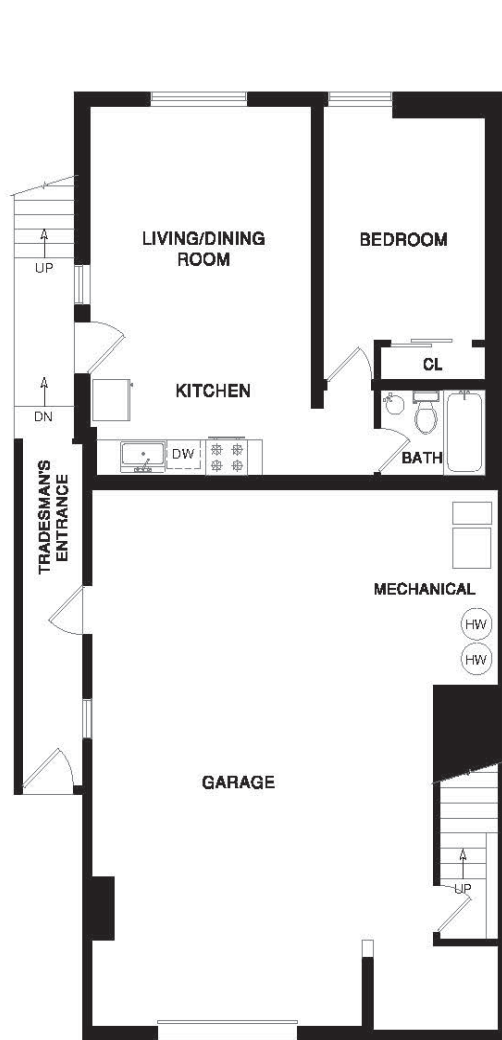 LIVING/DINING
ROOM
BEDROOM
UP
CL
KITCHEN
DN
DW
BATH
TRADESMAN'S
ENTRANCE
MECHANICAL
HW
HW
GARAGE
UP